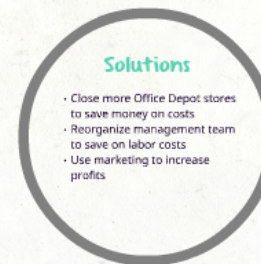 Solutions
· Close more Office Depot stores
to save money on costs
· Reorganize management team
to save on labor costs
· Use marketing to increase
profits